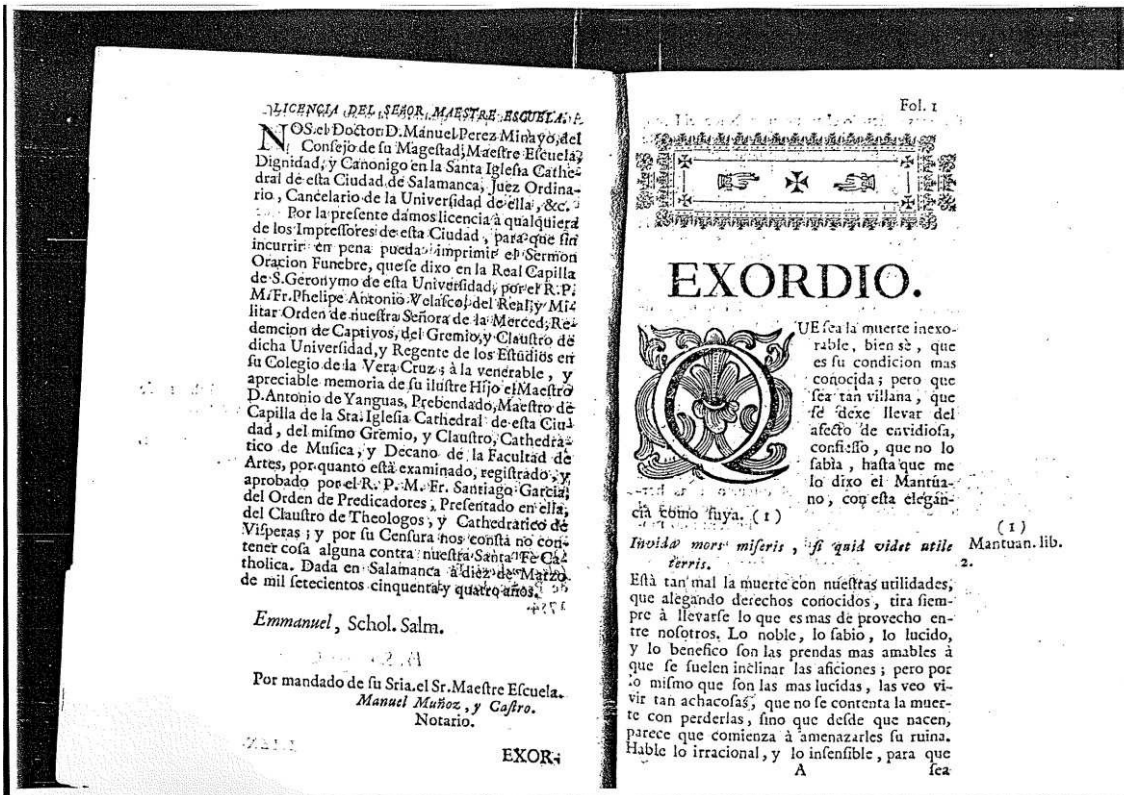 LICENCIA DEL SEÑOR MAESTRE ESCUELA.
NOS el Doctor D. Manuel Perez Minayo, del
Consejo de su Magestad, Maestre Escuela,
Dignidad, y Canonigo en la Santa Iglesia Cathe-
dral de esta Ciudad de Salamanca, Juez Ordina-
rio, Cancelario de la Universidad de ella, &c.
Por la presente damos licencia à qualquiera
de los Impressores de esta Ciudad, para que sin
incurrir en pena pueda imprimir el Sermon
Oracion Funebre, que se dixo en la Real Capilla
de S. Geronymo de esta Universidad, por el R. P.
M. Fr. Phelipe Antonio Velasco, del Real, y Mi-
litar Orden de nuestra Señora de la Merced, Re-
demcion de Captivos, del Gremio, y Claustro de
dicha Universidad, y Regente de los Estudios en
su Colegio de la Vera Cruz; à la venerable, y
apreciable memoria de su ilustre Hijo el Maestro
D. Antonio de Yanguas, Prebendado, Maestro de
Capilla de la Sta. Iglesia Cathedral de esta Ciu-
dad, del mismo Gremio, y Claustro, Cathedra-
tico de Musica, y Decano de la Facultad de
Artes, por quanto està examinado, registrado, y
aprobado por el R. P. M. Fr. Santiago Garcia,
del Orden de Predicadores, Presentado en ella,
del Claustro de Theologos, y Cathedratico de
Visperas; y por su Censura nos consta no con-
tener cosa alguna contra nuestra Santa Fe Ca-
tholica. Dada en Salamanca à diez de Marzo
de mil setecientos cinquenta y quatro años.
Emmanuel, Schol. Salm.
Por mandado de su Sria. el Sr. Maestre Escuela.
Manuel Muñoz, y Castro.
Notario.
EXOR-
Fol. 1
EXORDIO.
QUE sea la muerte inexo-
rable, bien sè, que
es su condicion mas
conocida; pero que
sea tan villana, que
se dexe llevar del
afecto de envidiosa,
confiesso, que no lo
sabìa, hasta que me
lo dixo el Mantúa-
no, con esta elegan-
cia como suya. (1)
Invida mors miseris, si quid videt utile
terris.
(1)
Mantuan. lib.
2.
Està tan mal la muerte con nuestras utilidades,
que alegando derechos conocidos, tira siem-
pre à llevarse lo que es mas de provecho en-
tre nosotros. Lo noble, lo sabio, lo lucido,
y lo benefico son las prendas mas amables à
que se suelen inclinar las aficiones; pero por
lo mismo que son las mas lucidas, las veo vi-
vir tan achacosas, que no se contenta la muer-
te con perderlas, sino que desde que nacen,
parece que comienza à amenazarles su ruina.
Hable lo irracional, y lo insensible, para que
A sea